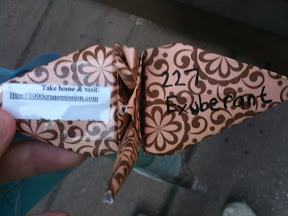 Take home & visit:
http://1000cranemission.com
227
Exuberant